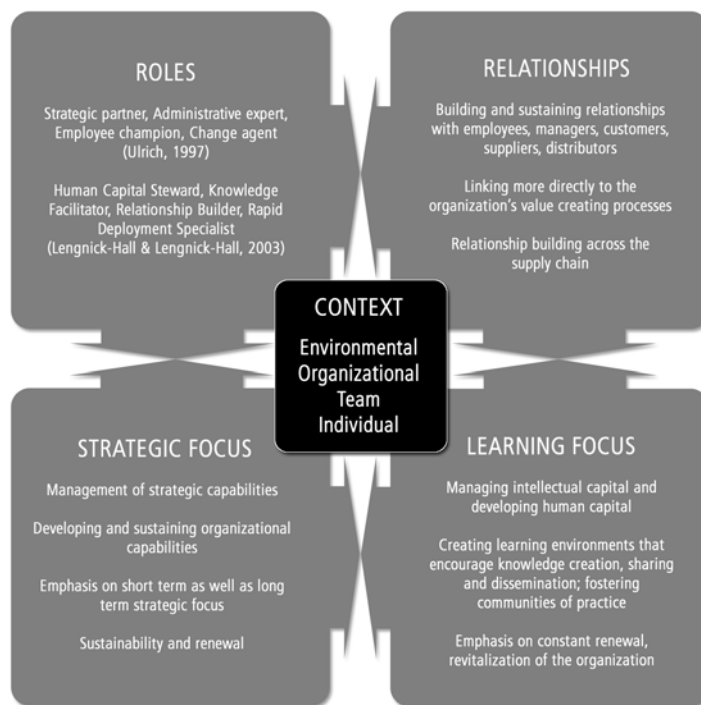 ROLES
Strategic partner, Administrative expert,
Employee champion, Change agent
(Ulrich, 1997)
Human Capital Steward, Knowledge
Facilitator, Relationship Builder, Rapid
Deployment Specialist
(Lengnick-Hall & Lengnick-Hall, 2003)
RELATIONSHIPS
Building and sustaining relationships
with employees, managers, customers,
suppliers, distributors
Linking more directly to the
organization's value creating processes
Relationship building across the
supply chain
CONTEXT
Environmental
Organizational
Team
Individual
STRATEGIC FOCUS
Management of strategic capabilities
Developing and sustaining organizational
capabilities
Emphasis on short term as well as long
term strategic focus
Sustainability and renewal
LEARNING FOCUS
Managing intellectual capital and
developing human capital
Creating learning environments that
encourage knowledge creation, sharing
and dissemination; fostering
communities of practice
Emphasis on constant renewal,
revitalization of the organization